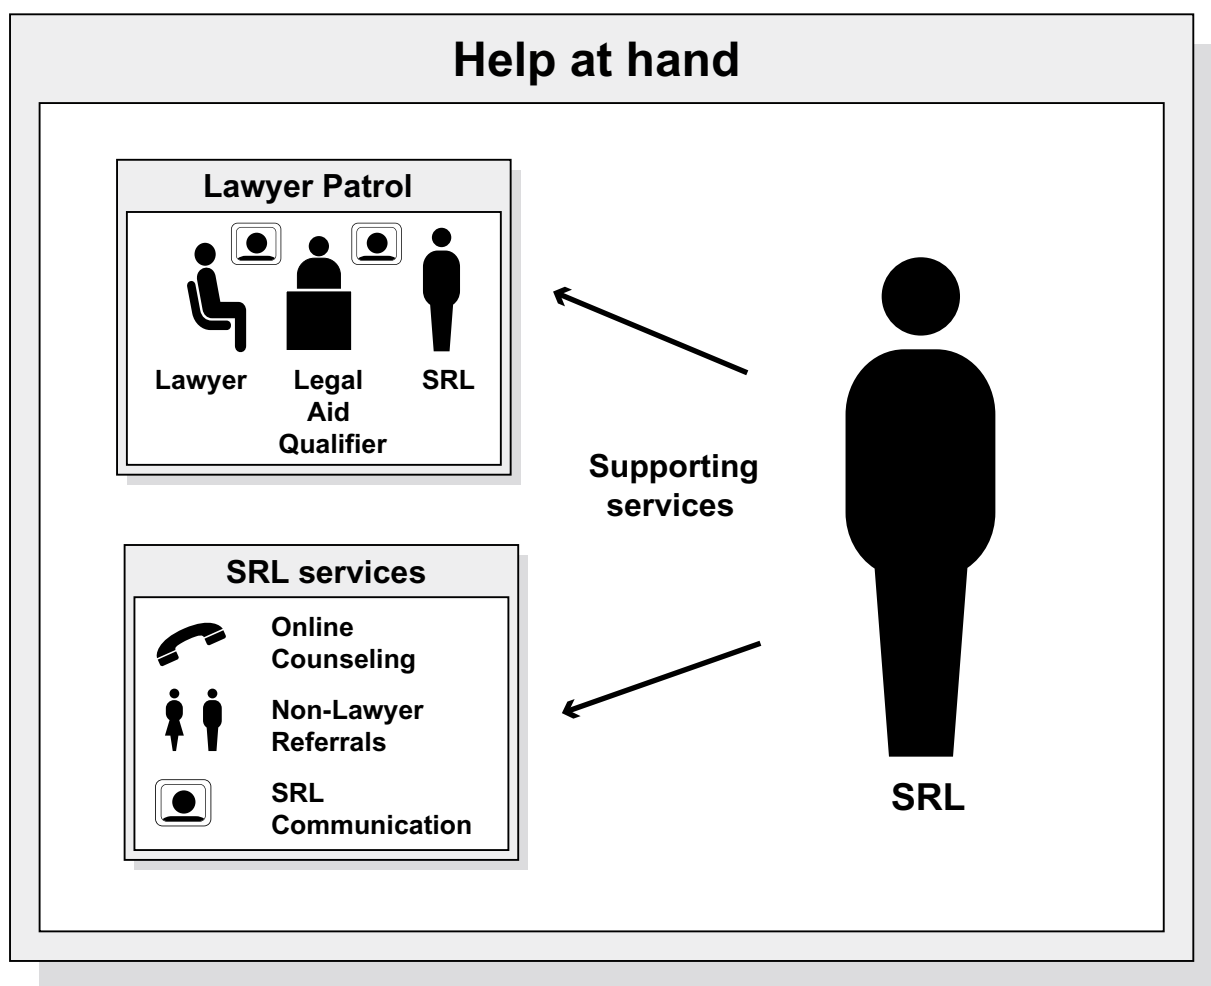 Help at hand
Lawyer Patrol
Lawyer
Legal
Aid
Qualifier
SRL
Supporting
services
SRL services
Online
Counseling
Non-Lawyer
Referrals
SRL
Communication
SRL